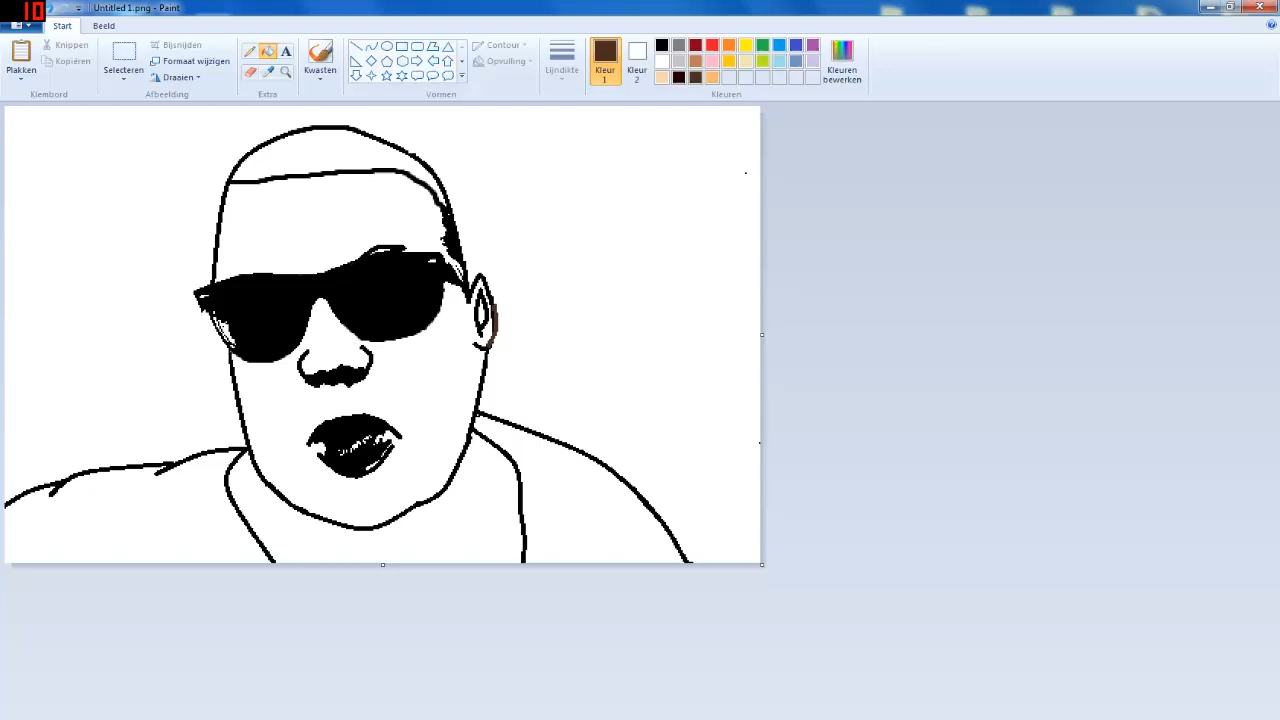 10
Untitled 1.png - Paint
Start Beeld
Plakken
Knippen
Kopiëren
Klembord
Selecteren
Bijsnijden
Formaat wijzigen
Draaien
Afbeelding
A
Extra
Kwasten
Contour
Opvulling
Vormen
Lijndikte
Kleur
1
Kleur
2
Kleuren
bewerken
Kleuren